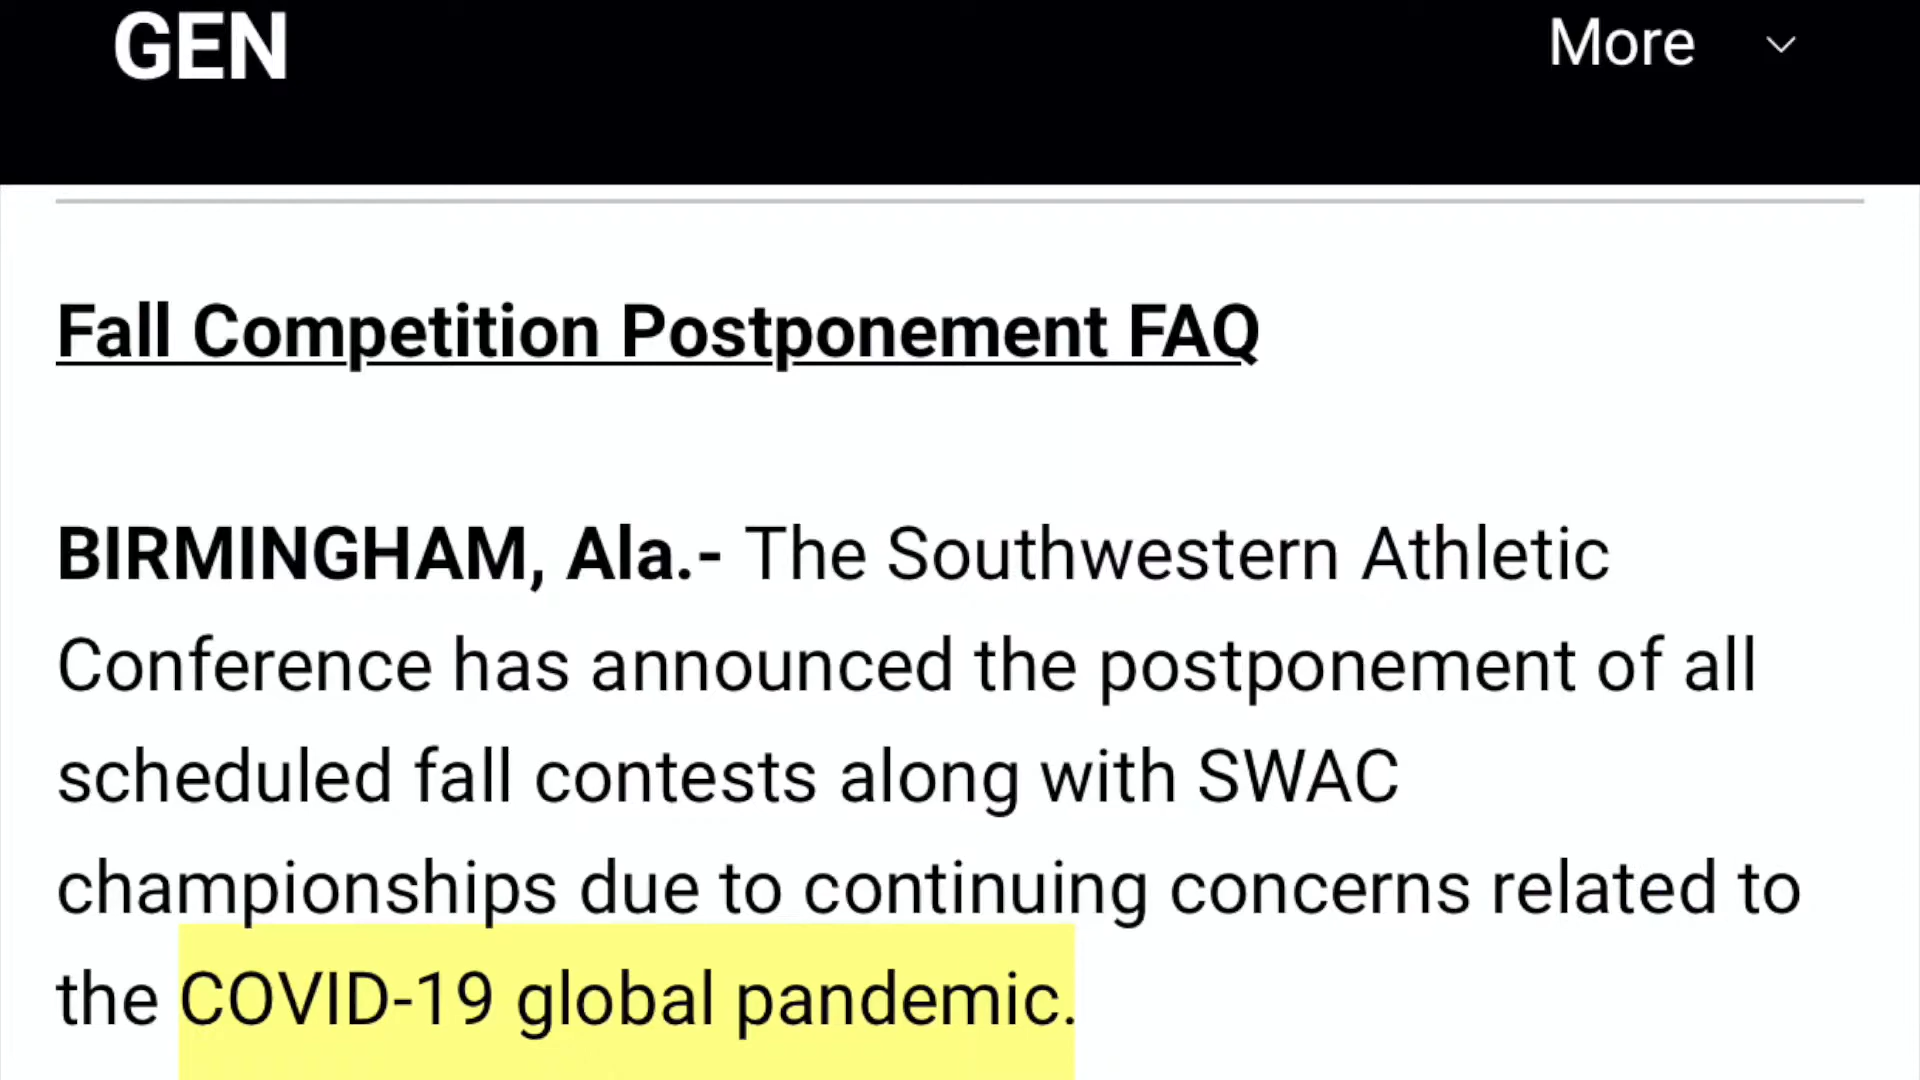 GEN
More
Fall Competition Postponement FAQ
BIRMINGHAM, Ala.- The Southwestern Athletic
Conference has announced the postponement of all
scheduled fall contests along with SWAC
championships due to continuing concerns related to
the COVID-19 global pandemic.